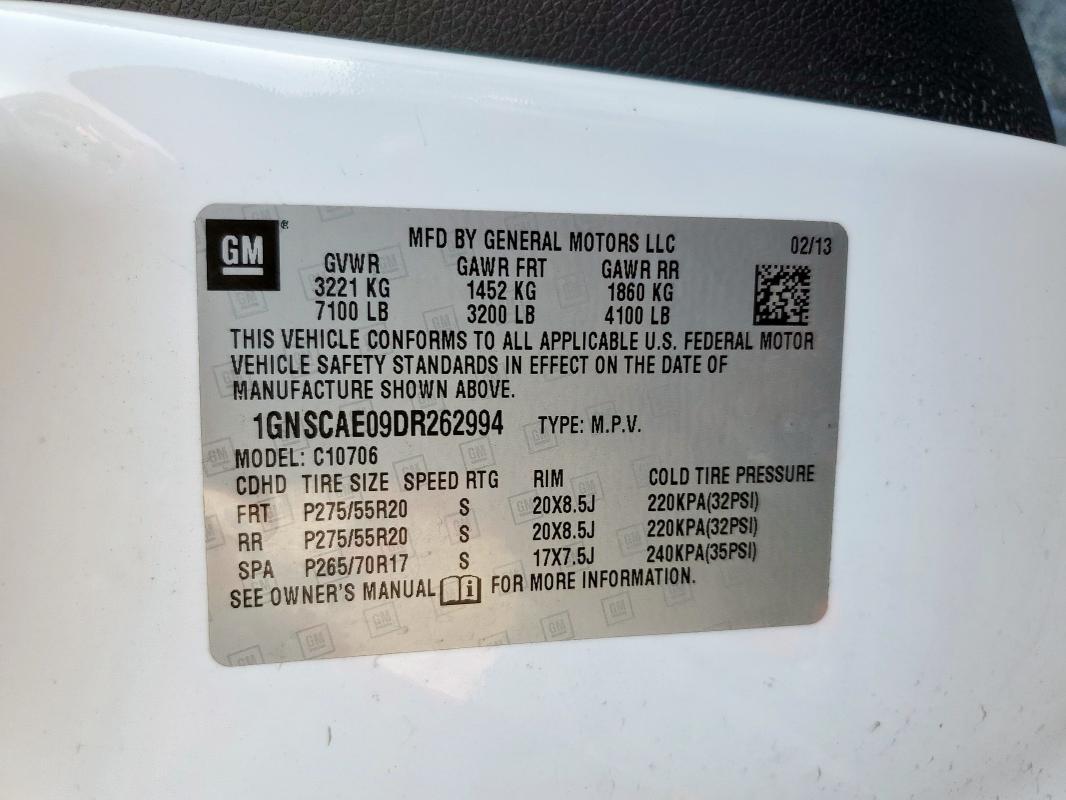 GM ®
MFD BY GENERAL MOTORS LLC 02/13
GVWR GAWR FRT GAWR RR
3221 KG 1452 KG 1860 KG
7100 LB 3200 LB 4100 LB
THIS VEHICLE CONFORMS TO ALL APPLICABLE U.S. FEDERAL MOTOR
VEHICLE SAFETY STANDARDS IN EFFECT ON THE DATE OF
MANUFACTURE SHOWN ABOVE.
1GNSCAE09DR262994 TYPE: M.P.V.
MODEL: C10706
CDHD TIRE SIZE SPEED RTG RIM COLD TIRE PRESSURE
FRT P275/55R20 S 20X8.5J 220KPA(32PSI)
RR P275/55R20 S 20X8.5J 220KPA(32PSI)
SPA P265/70R17 S 17X7.5J 240KPA(35PSI)
SEE OWNER'S MANUAL i FOR MORE INFORMATION.